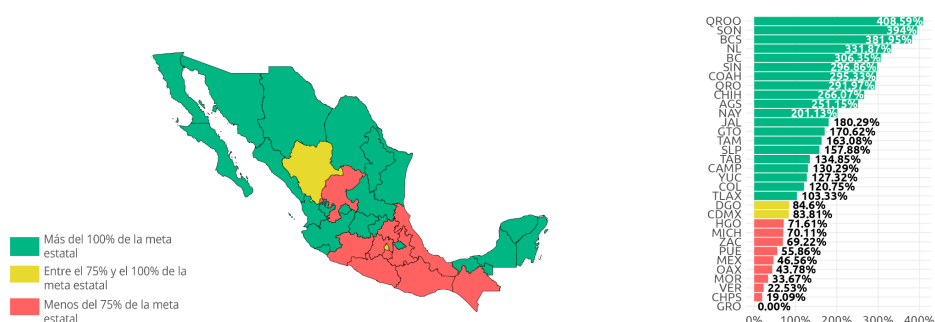 Más del 100% de la meta
estatal
Entre el 75% y el 100% de la
meta estatal
Menos del 75% de la meta
estatal
QROO 408.59%
SON 394%
BCS 381.95%
NL 331.87%
BC 306.35%
SIN 296.86%
COAH 295.33%
QRO 291.97%
CHIH 266.07%
AGS 251.15%
NAY 201.13%
JAL 180.29%
GTO 170.62%
TAM 163.08%
SLP 157.88%
TAB 134.85%
CAMP 130.29%
YUC 127.32%
COL 120.75%
TLAX 103.33%
DGO 84.6%
CDMX 83.81%
HGO 71.61%
MICH 70.11%
ZAC 69.22%
PUE 55.86%
MEX 46.56%
OAX 43.78%
MOR 33.67%
VER 22.53%
CHPS 19.09%
GRO 0.00%
0% 100% 200% 300% 400%